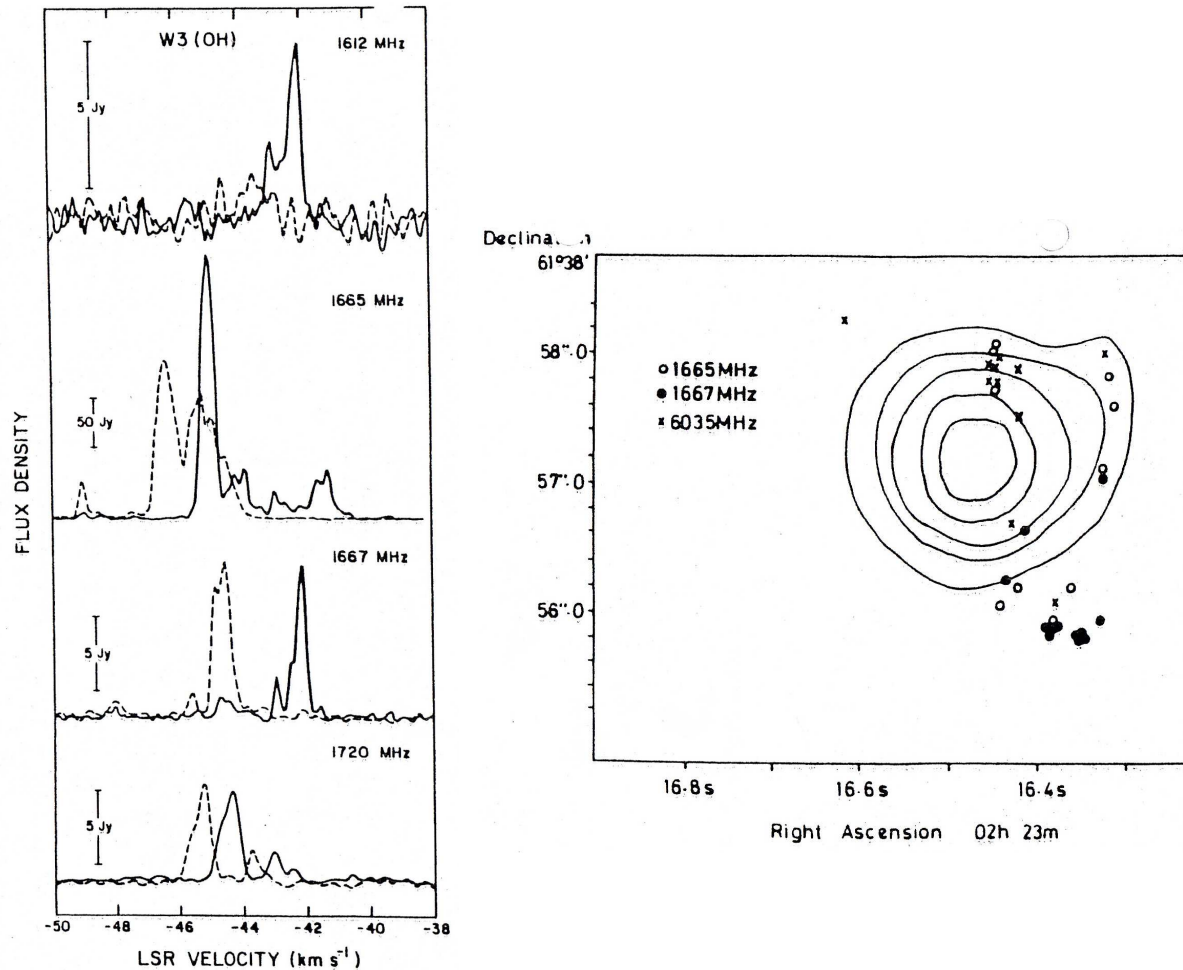 W3 (OH)
1612 MHz
5 Jy
1665 MHz
50 Jy
1667 MHz
5 Jy
1720 MHz
5 Jy
FLUX DENSITY
-50 -48 -46 -44 -42 -40 -38
LSR VELOCITY (km s⁻¹)
61°38'
58".0
57".0
56".0
1665MHz
1667MHz
6035MHz
16.8s 16.6s 16.4s
Right Ascension 02h 23m